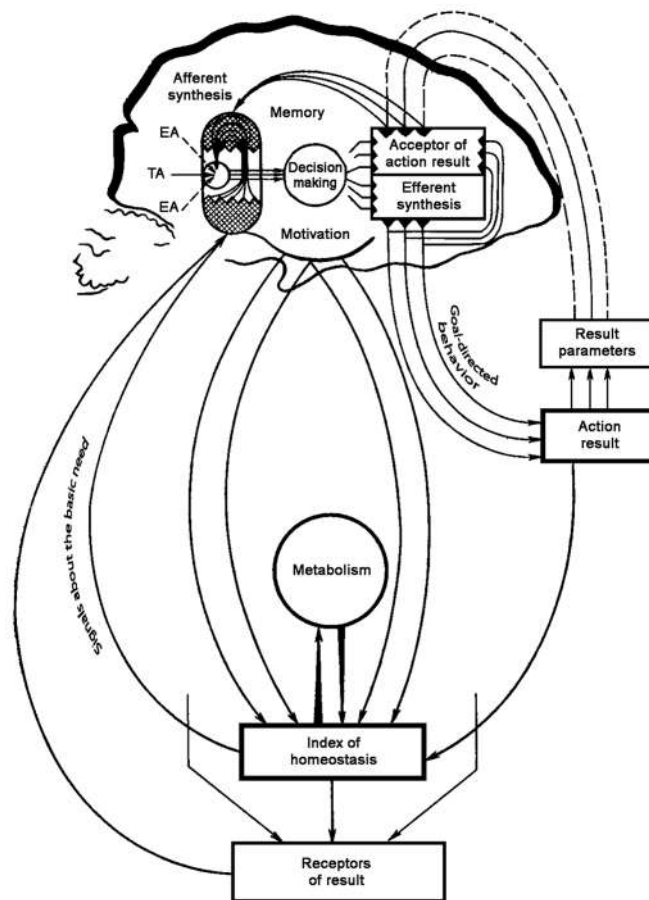 Afferent
synthesis
Memory
EA
TA
EA
Decision
making
Acceptor of
action result
Efferent
synthesis
Motivation
Goal-directed
behavior
Result
parameters
Action
result
Signals about the basic need
Metabolism
Index of
homeostasis
Receptors
of result